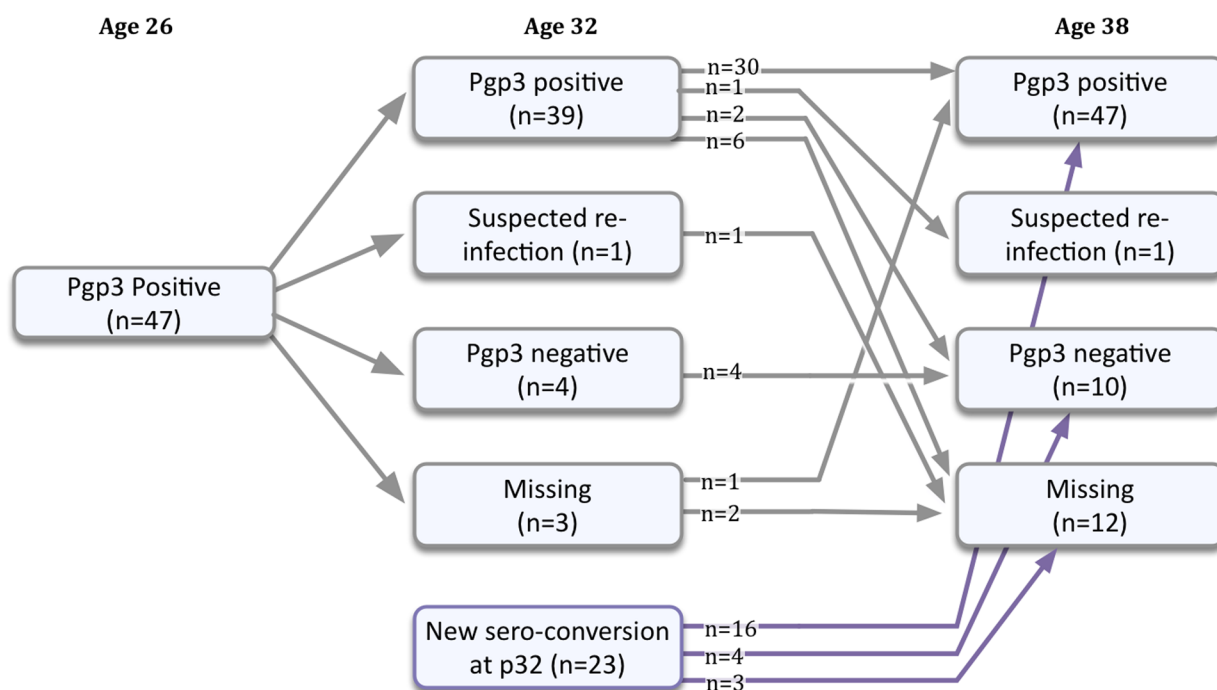 Age 26
Age 32
Age 38
Pgp3 Positive
(n=47)
Pgp3 positive
(n=39)
Suspected re-
infection (n=1)
Pgp3 negative
(n=4)
Missing
(n=3)
New sero-conversion
at p32 (n=23)
n=30
n=1
n=2
n=6
n=1
n=4
n=1
n=2
n=16
n=4
n=3
Pgp3 positive
(n=47)
Suspected re-
infection (n=1)
Pgp3 negative
(n=10)
Missing
(n=12)